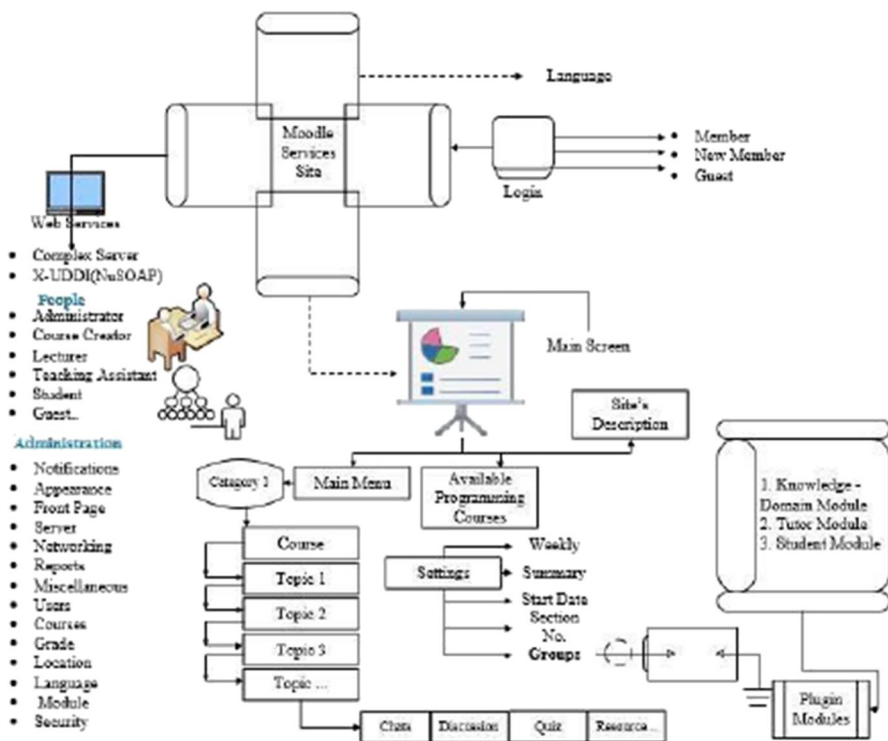 Language
Moodle
Services
Site
Member
New Member
Guest
Login
Web Services
Complex Server
X-UDDI(NuSOAP)
People
Administrator
Course Creator
Lecturer
Teaching Assistant
Student
Guest..
Main Screen
Site's
Description
Administration
Notifications
Appearance
Front Page
Server
Networking
Reports
Miscellaneous
Users
Courses
Grade
Location
Language
Module
Security
Category 1
Main Menu
Available
Programming
Courses
1. Knowledge -
Domain Module
2. Tutor Module
3. Student Module
Course
Topic 1
Topic 2
Topic 3
Topic ...
Settings
Weekly
Summary
Start Date
Section
No.
Groups
Plugin
Modules
Chats
Discussion
Quiz
Resource...